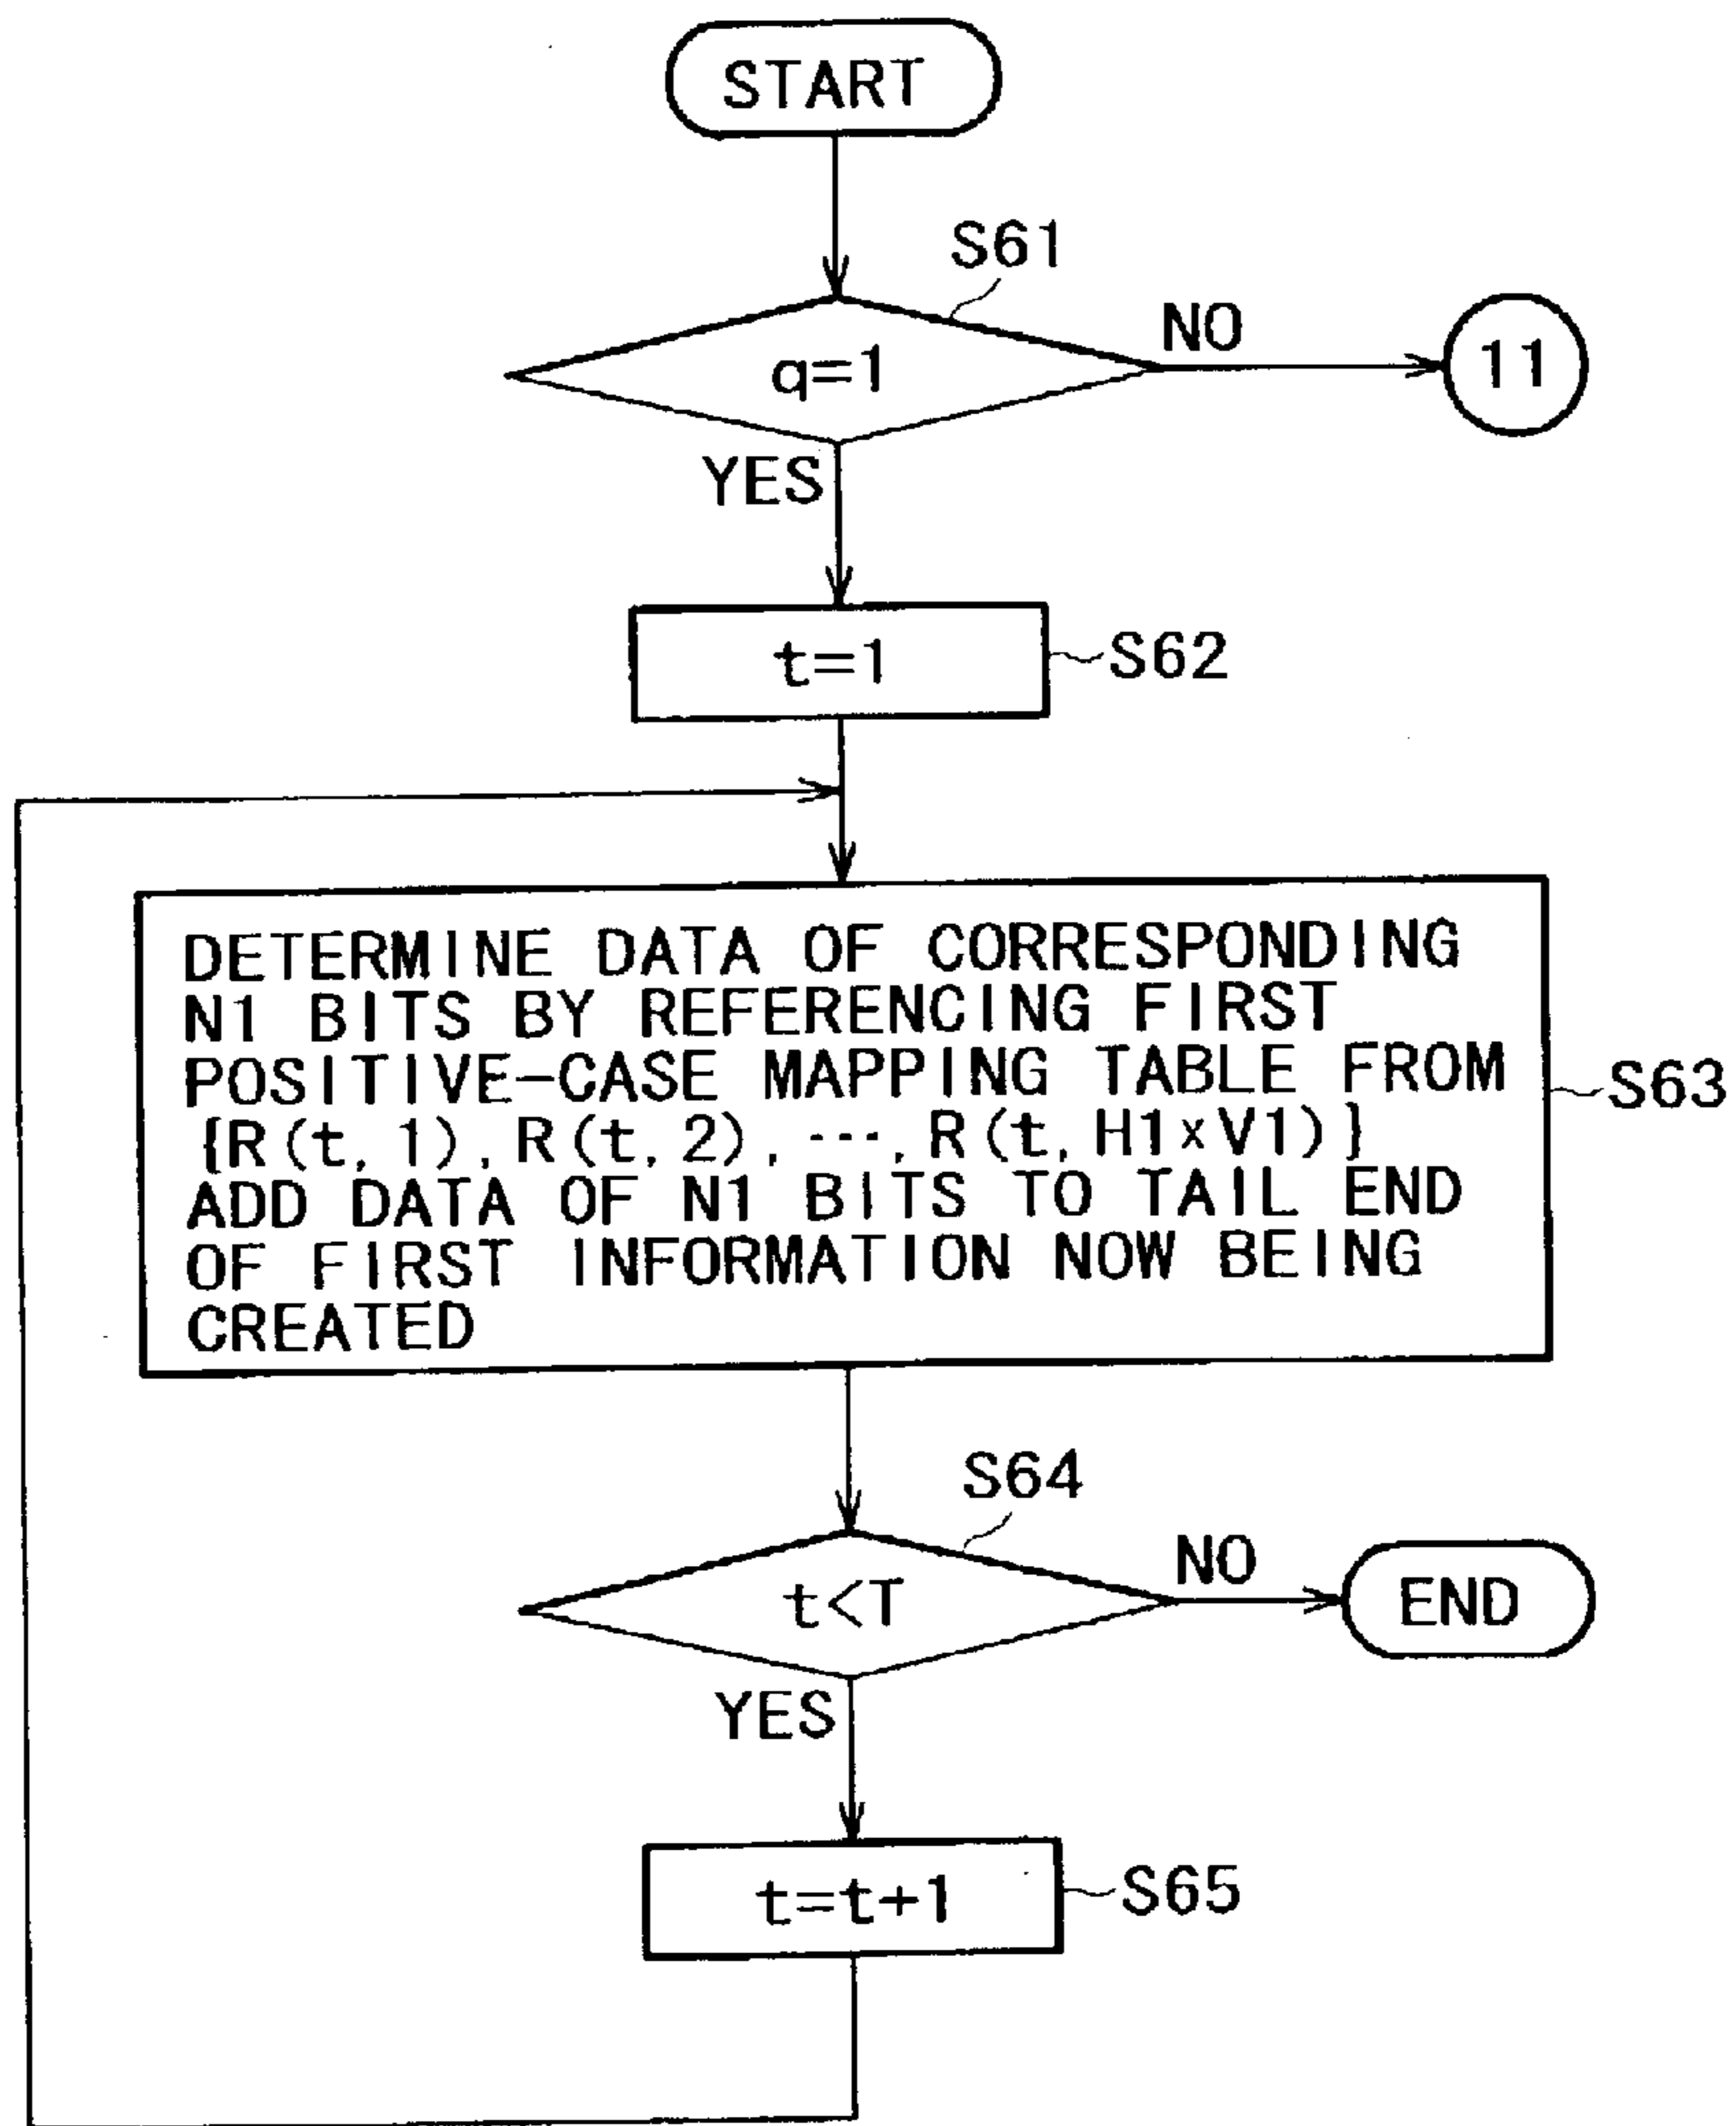 START
S61
q=1
NO
11
YES
t=1
S62
DETERMINE DATA OF CORRESPONDING
N1 BITS BY REFERENCING FIRST
POSITIVE-CASE MAPPING TABLE FROM
{R(t,1),R(t,2),…,R(t,H1×V1)}
ADD DATA OF N1 BITS TO TAIL END
OF FIRST INFORMATION NOW BEING
CREATED
S63
S64
t<T
NO
END
YES
t=t+1
S65